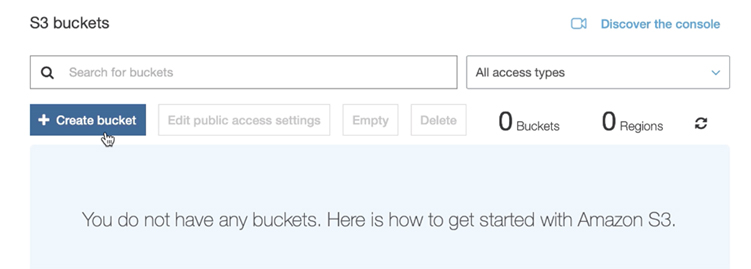 S3 buckets Discover the console
Search for buckets All access types
+ Create bucket Edit public access settings Empty Delete 0 Buckets 0 Regions
You do not have any buckets. Here is how to get started with Amazon S3.